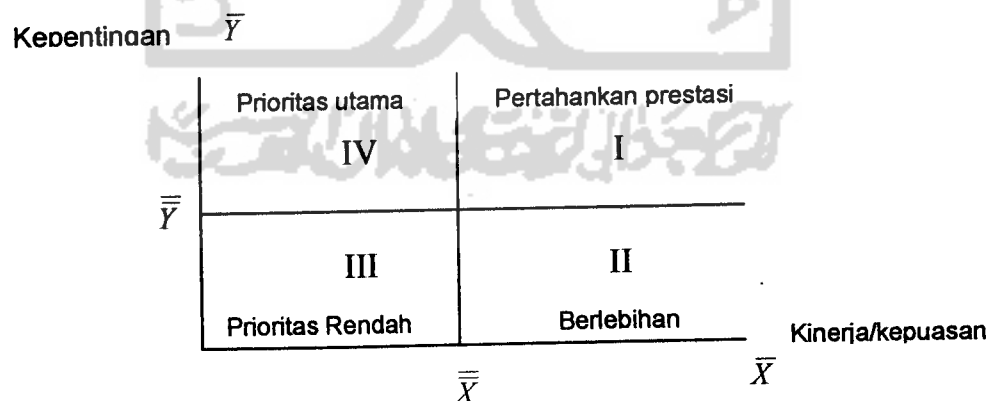 Kepentingan Y̅
Prioritas utama Pertahankan prestasi
IV I
Y̿
III II
Prioritas Rendah Berlebihan
Kinerja/kepuasan
X̿ X̅